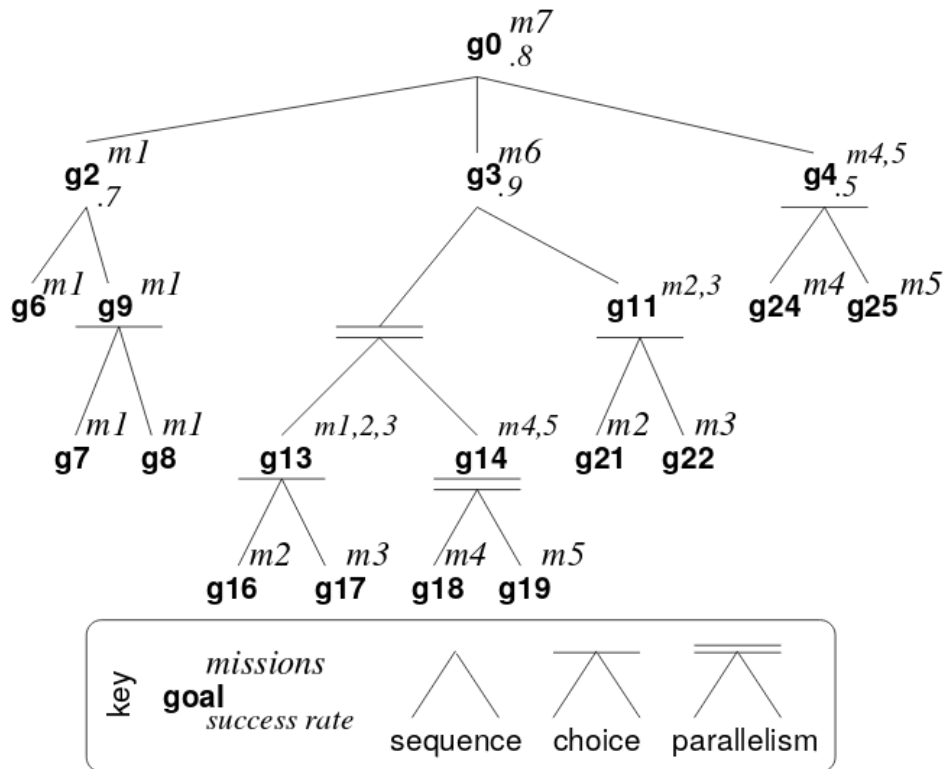 g0 m7 .8
g2 m1 .7 g3 m6 .9 g4 m4,5 .5
g6 m1 g9 m1 g11 m2,3 g24 m4 g25 m5
g7 m1 g8 m1 g13 m1,2,3 g14 m4,5 g21 m2 g22 m3
g16 m2 g17 m3 g18 m4 g19 m5
key
missions
goal
success rate
sequence choice parallelism